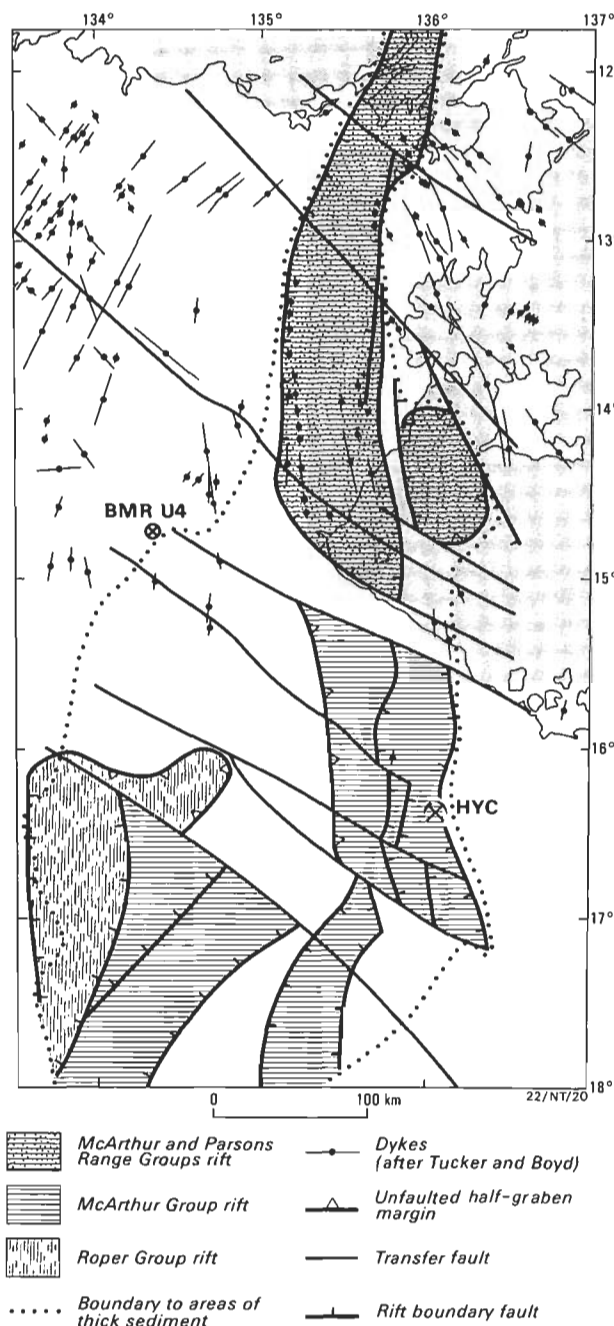 134° 135° 136° 137°
12°
13°
14°
BMR U4
15°
16°
HYC
17°
18°
0 100 km 22/NT/20
McArthur and Parsons
Range Groups rift
Dykes
(after Tucker and Boyd)
McArthur Group rift
Unfaulted half-graben
margin
Roper Group rift
Transfer fault
Boundary to areas of
thick sediment
Rift boundary fault